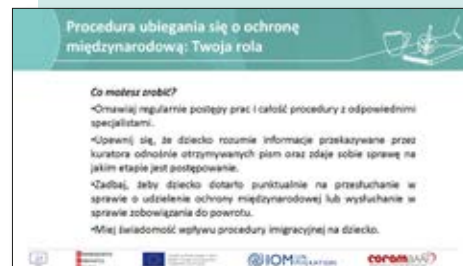 Procedura ubiegania się o ochronę
międzynarodową: Twoja rola
Co możesz zrobić?
•Omawiaj regularnie postępy prac i całość procedury z odpowiednimi
specjalistami.
•Upewnij się, że dziecko rozumie informacje przekazywane przez
kuratora odnośnie otrzymywanych pism oraz zdaje sobie sprawę na
jakim etapie jest postępowanie.
•Zadbaj, żeby dziecko dotarło punktualnie na przesłuchanie w
sprawie o udzielenie ochrony międzynarodowej lub wysłuchanie w
sprawie zobowiązania do powrotu.
•Miej świadomość wpływu procedury imigracyjnej na dziecko.
IOM UN MIGRATION
coramBAAF